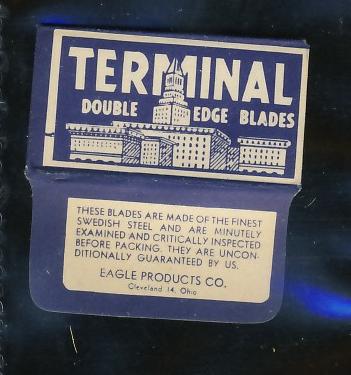 TERMINAL
DOUBLE EDGE BLADES
THESE BLADES ARE MADE OF THE FINEST
SWEDISH STEEL AND ARE MINUTELY
EXAMINED AND CRITICALLY INSPECTED
BEFORE PACKING. THEY ARE UNCON-
DITIONALLY GUARANTEED BY US.
EAGLE PRODUCTS CO.
Cleveland 14, Ohio